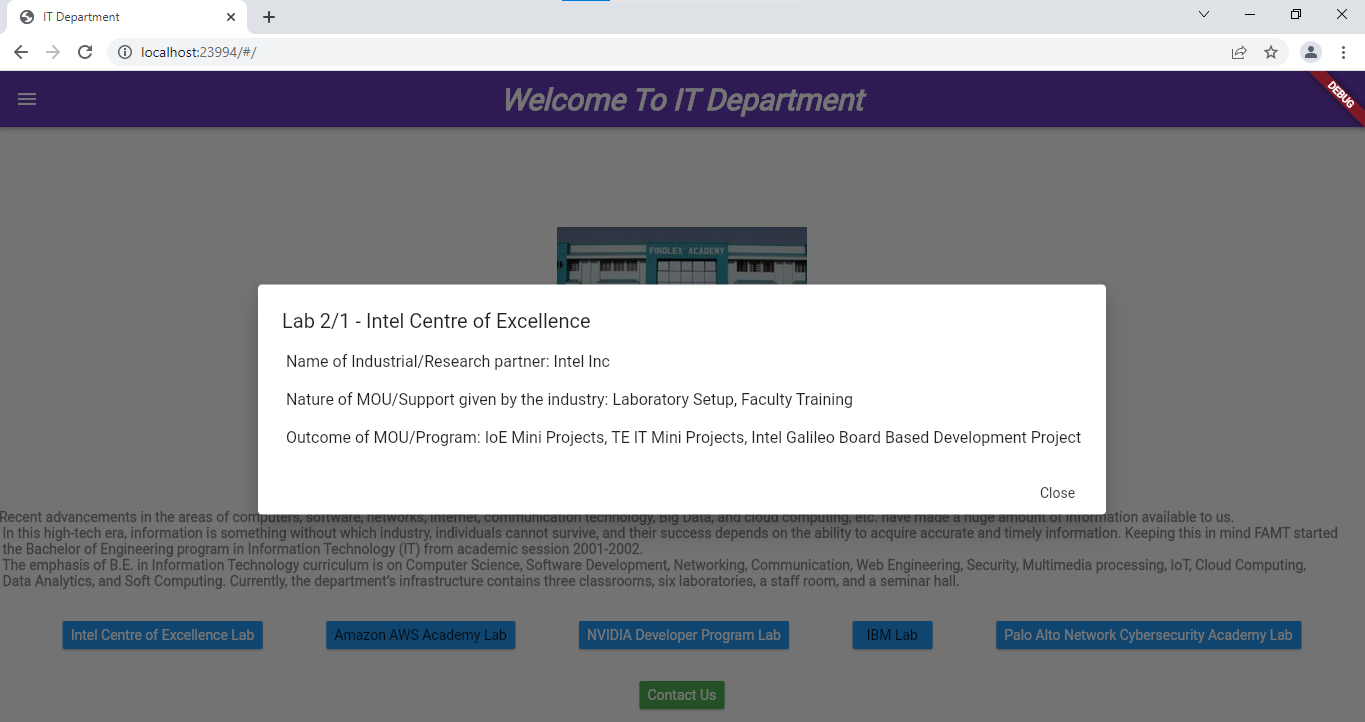 IT Department
localhost:23994/#/
Welcome To IT Department
DEBUG
FINOLEX ACADEMY
Lab 2/1 - Intel Centre of Excellence
Name of Industrial/Research partner: Intel Inc
Nature of MOU/Support given by the industry: Laboratory Setup, Faculty Training
Outcome of MOU/Program: IoE Mini Projects, TE IT Mini Projects, Intel Galileo Board Based Development Project
Close
Recent advancements in the areas of computers, software, networks, internet, communication technology, Big Data, and cloud computing, etc. have made a huge amount of information available to us.
In this high-tech era, information is something without which industry, individuals cannot survive, and their success depends on the ability to acquire accurate and timely information. Keeping this in mind FAMT started
the Bachelor of Engineering program in Information Technology (IT) from academic session 2001-2002.
The emphasis of B.E. in Information Technology curriculum is on Computer Science, Software Development, Networking, Communication, Web Engineering, Security, Multimedia processing, IoT, Cloud Computing,
Data Analytics, and Soft Computing. Currently, the department's infrastructure contains three classrooms, six laboratories, a staff room, and a seminar hall.
Intel Centre of Excellence Lab Amazon AWS Academy Lab NVIDIA Developer Program Lab IBM Lab Palo Alto Network Cybersecurity Academy Lab
Contact Us